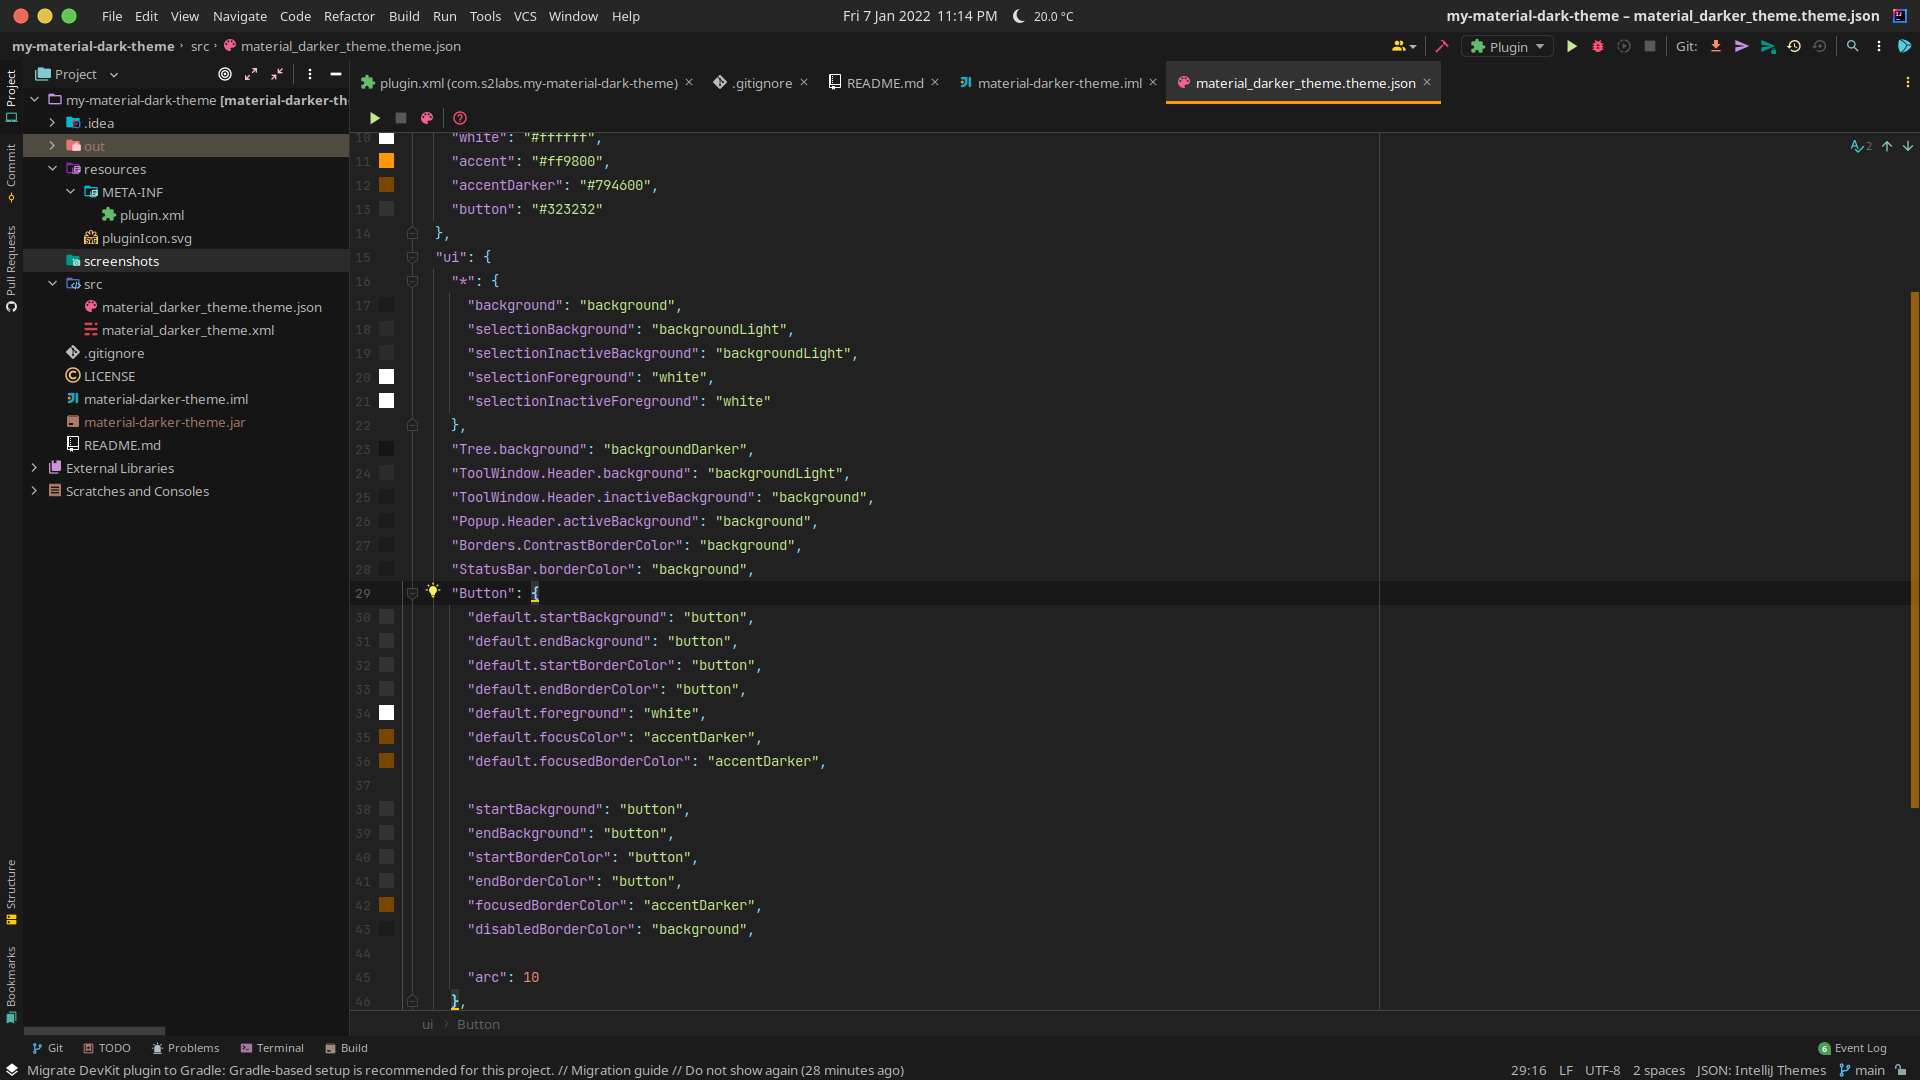 File Edit View Navigate Code Refactor Build Run Tools VCS Window Help
Fri 7 Jan 2022 11:14 PM 20.0 °C
my-material-dark-theme – material_darker_theme.theme.json
my-material-dark-theme › src › material_darker_theme.theme.json
Plugin
Git:
Project
Commit
Pull Requests
Structure
Bookmarks
Project
my-material-dark-theme [material-darker-th
.idea
out
resources
META-INF
plugin.xml
pluginIcon.svg
screenshots
src
material_darker_theme.theme.json
material_darker_theme.xml
.gitignore
LICENSE
material-darker-theme.iml
material-darker-theme.jar
README.md
External Libraries
Scratches and Consoles
plugin.xml (com.s2labs.my-material-dark-theme)
.gitignore
README.md
material-darker-theme.iml
material_darker_theme.theme.json
2
10 "white": "#ffffff",
11 "accent": "#ff9800",
12 "accentDarker": "#794600",
13 "button": "#323232"
14 },
15 "ui": {
16 "*": {
17 "background": "background",
18 "selectionBackground": "backgroundLight",
19 "selectionInactiveBackground": "backgroundLight",
20 "selectionForeground": "white",
21 "selectionInactiveForeground": "white"
22 },
23 "Tree.background": "backgroundDarker",
24 "ToolWindow.Header.background": "backgroundLight",
25 "ToolWindow.Header.inactiveBackground": "background",
26 "Popup.Header.activeBackground": "background",
27 "Borders.ContrastBorderColor": "background",
28 "StatusBar.borderColor": "background",
29 "Button": {
30 "default.startBackground": "button",
31 "default.endBackground": "button",
32 "default.startBorderColor": "button",
33 "default.endBorderColor": "button",
34 "default.foreground": "white",
35 "default.focusColor": "accentDarker",
36 "default.focusedBorderColor": "accentDarker",
37
38 "startBackground": "button",
39 "endBackground": "button",
40 "startBorderColor": "button",
41 "endBorderColor": "button",
42 "focusedBorderColor": "accentDarker",
43 "disabledBorderColor": "background",
44
45 "arc": 10
46 },
ui › Button
Git TODO Problems Terminal Build
6 Event Log
Migrate DevKit plugin to Gradle: Gradle-based setup is recommended for this project. // Migration guide // Do not show again (28 minutes ago)
29:16 LF UTF-8 2 spaces JSON: IntelliJ Themes main